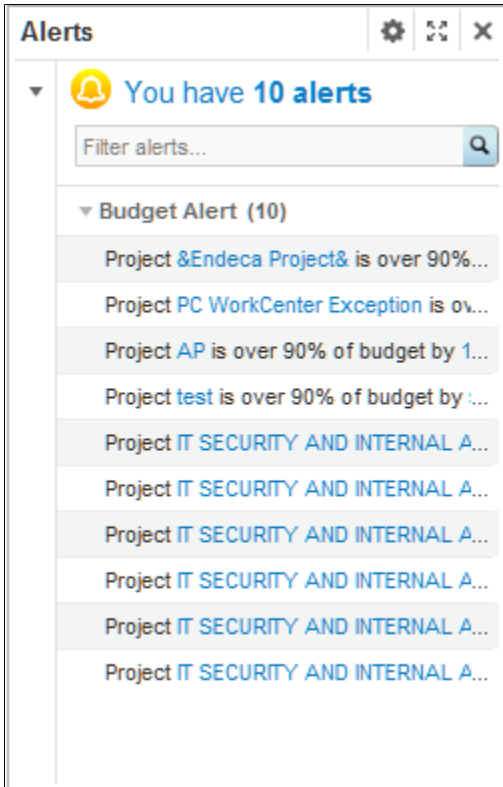 Alerts
You have 10 alerts
Filter alerts...
Budget Alert (10)
Project &Endeca Project& is over 90%...
Project PC WorkCenter Exception is ov...
Project AP is over 90% of budget by 1...
Project test is over 90% of budget by ...
Project IT SECURITY AND INTERNAL A...
Project IT SECURITY AND INTERNAL A...
Project IT SECURITY AND INTERNAL A...
Project IT SECURITY AND INTERNAL A...
Project IT SECURITY AND INTERNAL A...
Project IT SECURITY AND INTERNAL A...